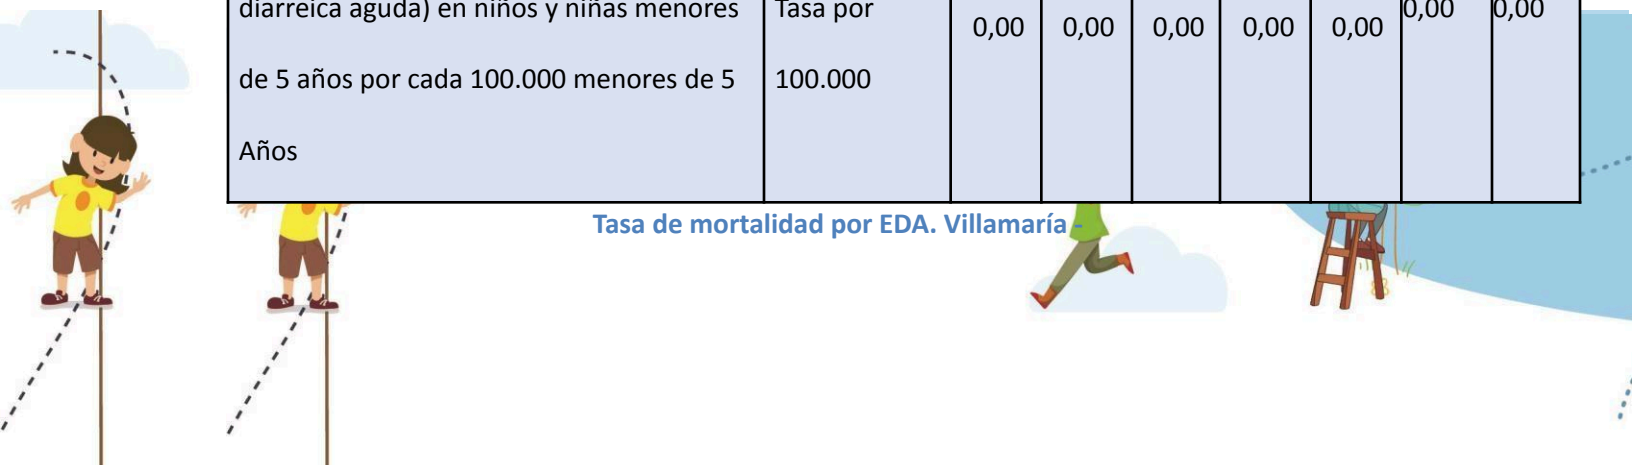 diarreica aguda) en niños y niñas menores
de 5 años por cada 100.000 menores de 5
Años
Tasa por
100.000
0,00 0,00 0,00 0,00 0,00 0,00 0,00
Tasa de mortalidad por EDA. Villamaría -